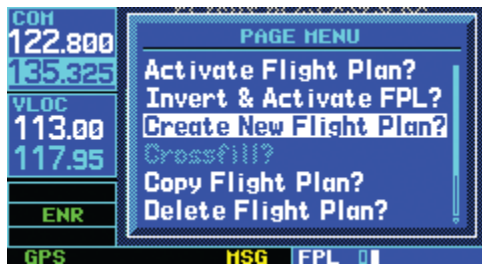 COM
122.800
135.325
VLOC
113.00
117.95
ENR
GPS
PAGE MENU
Activate Flight Plan?
Invert & Activate FPL?
Create New Flight Plan?
Crossfill?
Copy Flight Plan?
Delete Flight Plan?
MSG
FPL